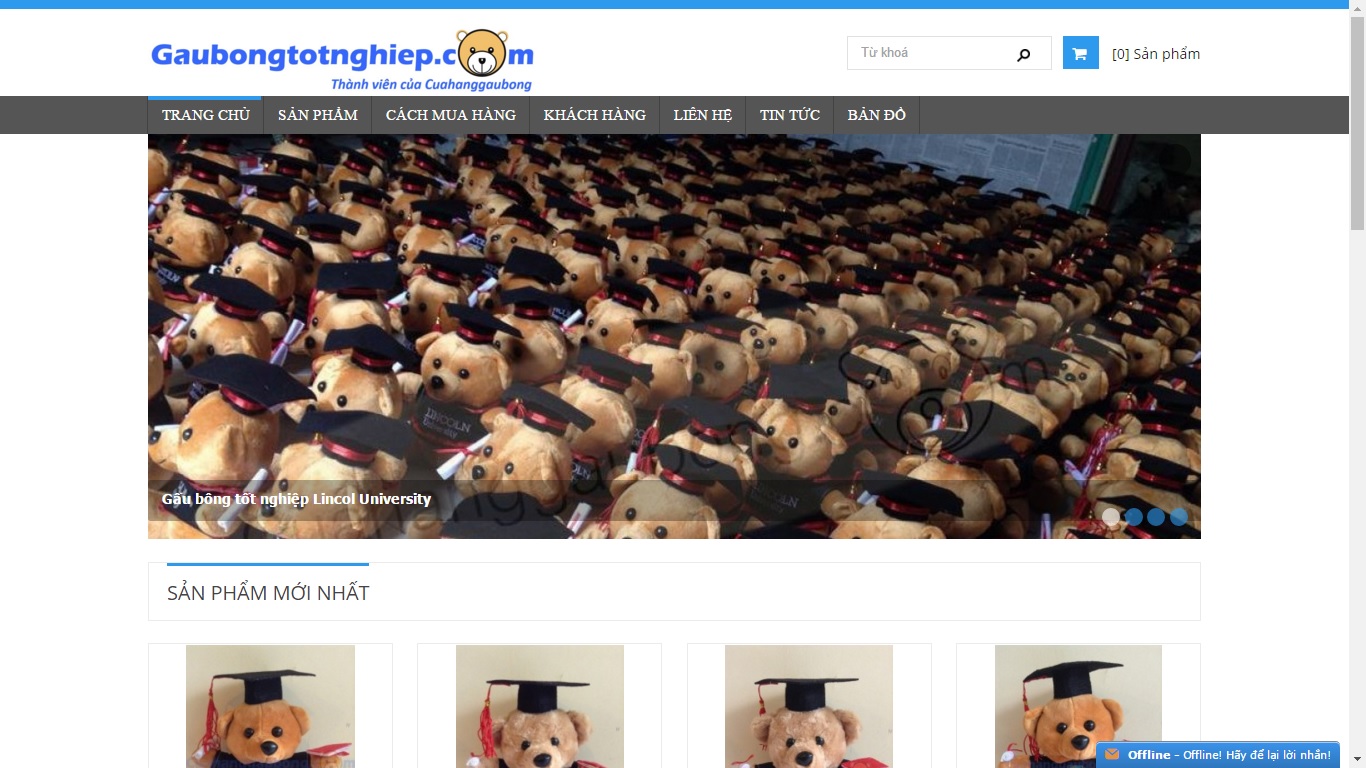 Gaubongtotnghiep.com
Thành viên của Cuahanggaubong
Từ khoá
[0] Sản phẩm
TRANG CHỦ
SẢN PHẨM
CÁCH MUA HÀNG
KHÁCH HÀNG
LIÊN HỆ
TIN TỨC
BẢN ĐỒ
LINCOLN
University
Gấu bông tốt nghiệp Lincol University
SẢN PHẨM MỚI NHẤT
Offline – Offline! Hãy để lại lời nhắn!